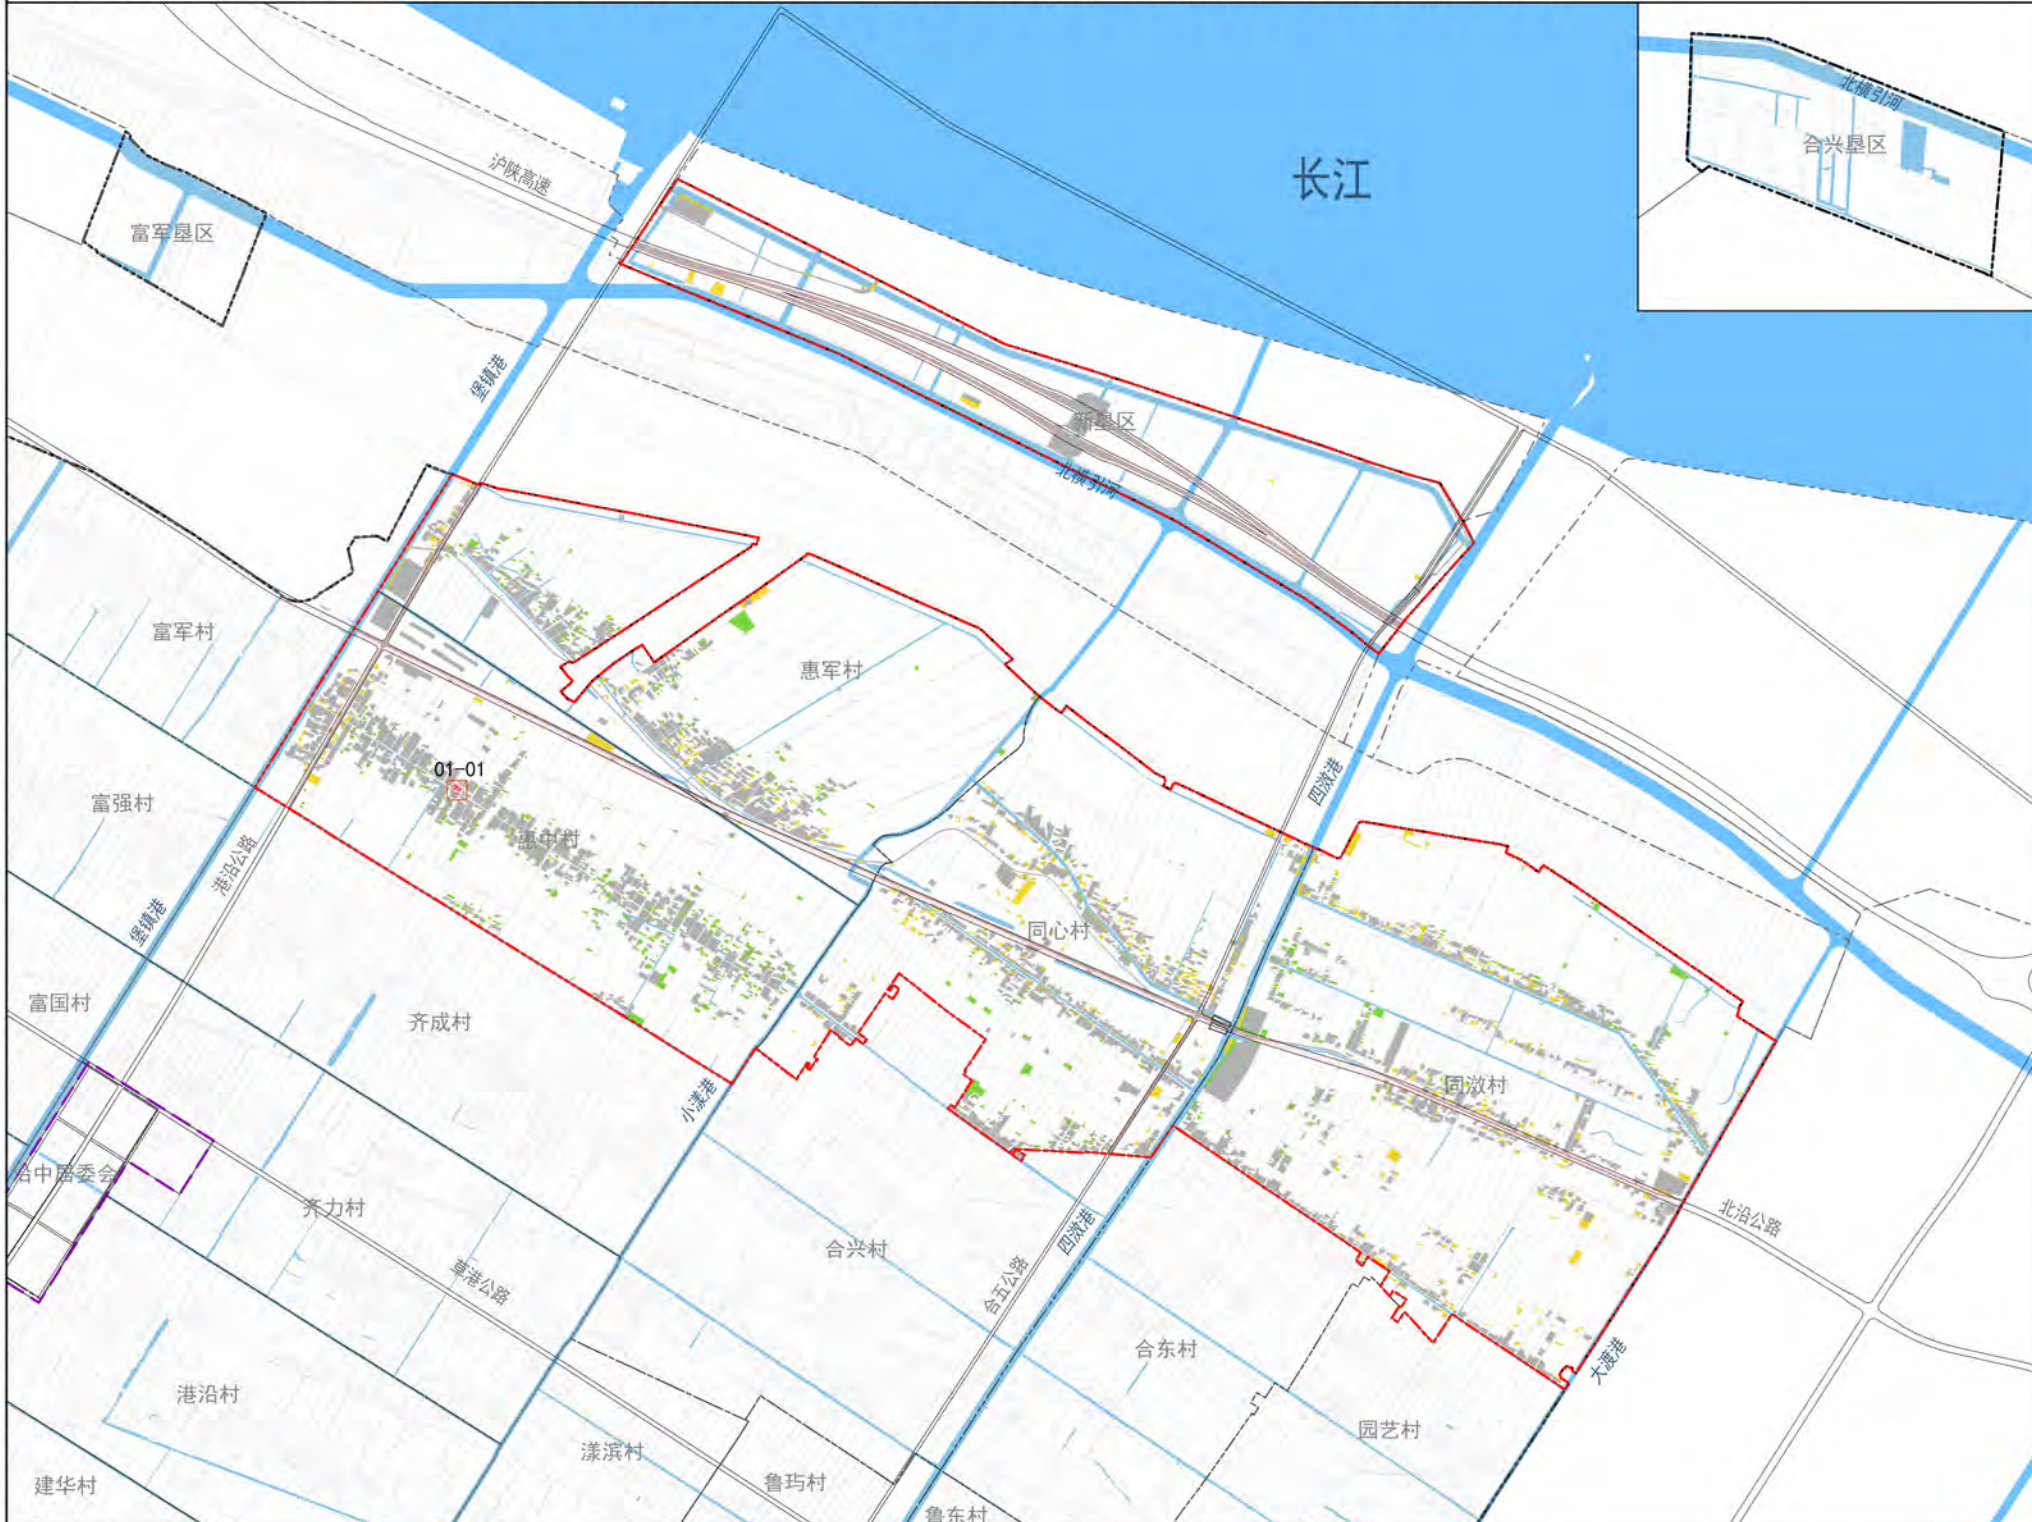 北横引河
合兴垦区
长江
沪陕高速
富军垦区
堡镇港
新垦区
北横引河
富军村
惠军村
01-01
四滧港
富强村
惠中村
港沿公路
堡镇港
同心村
富国村
齐成村
同滧村
小漾港
沿中居委会
齐力村
北沿公路
合兴村
四滧港
草港公路
合五公路
合东村
大渡港
港沿村
园艺村
漾滨村
鲁玙村
建华村
鲁东村